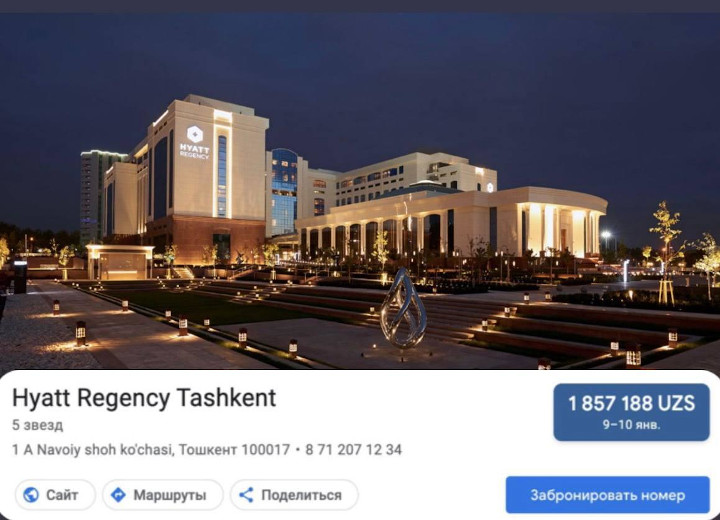 HYATT
REGENCY
Hyatt Regency Tashkent
5 звезд
1 A Navoiy shoh ko'chasi, Тошкент 100017 • 8 71 207 12 34
1 857 188 UZS
9–10 янв.
Сайт
Маршруты
Поделиться
Забронировать номер